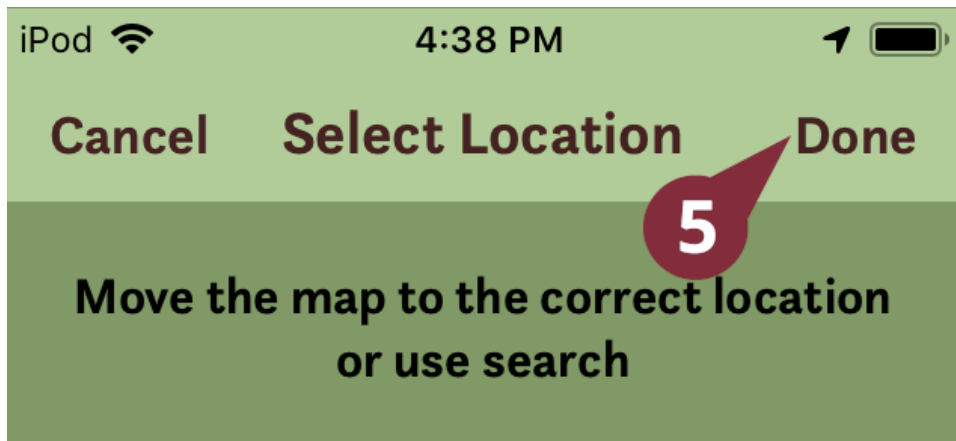 iPod 4:38 PM
Cancel Select Location Done
5
Move the map to the correct location
or use search